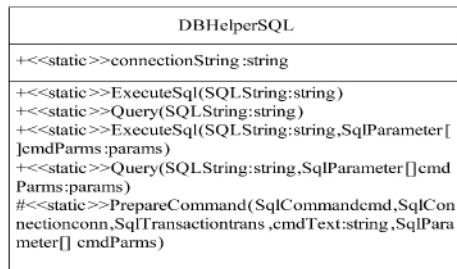 DBHelperSQL
+<<static>>connectionString:string
+<<static>>ExecuteSql(SQLString:string)
+<<static>>Query(SQLString:string)
+<<static>>ExecuteSql(SQLString:string,SqlParameter[
]cmdParms:params)
+<<static>>Query(SQLString:string,SqlParameter[]cmd
Parms:params)
#<<static>>PrepareCommand(SqlCommandcmd,SqlCon
nectionconn,SqlTransactiontrans,cmdText:string,SqlPara
meter[] cmdParms)